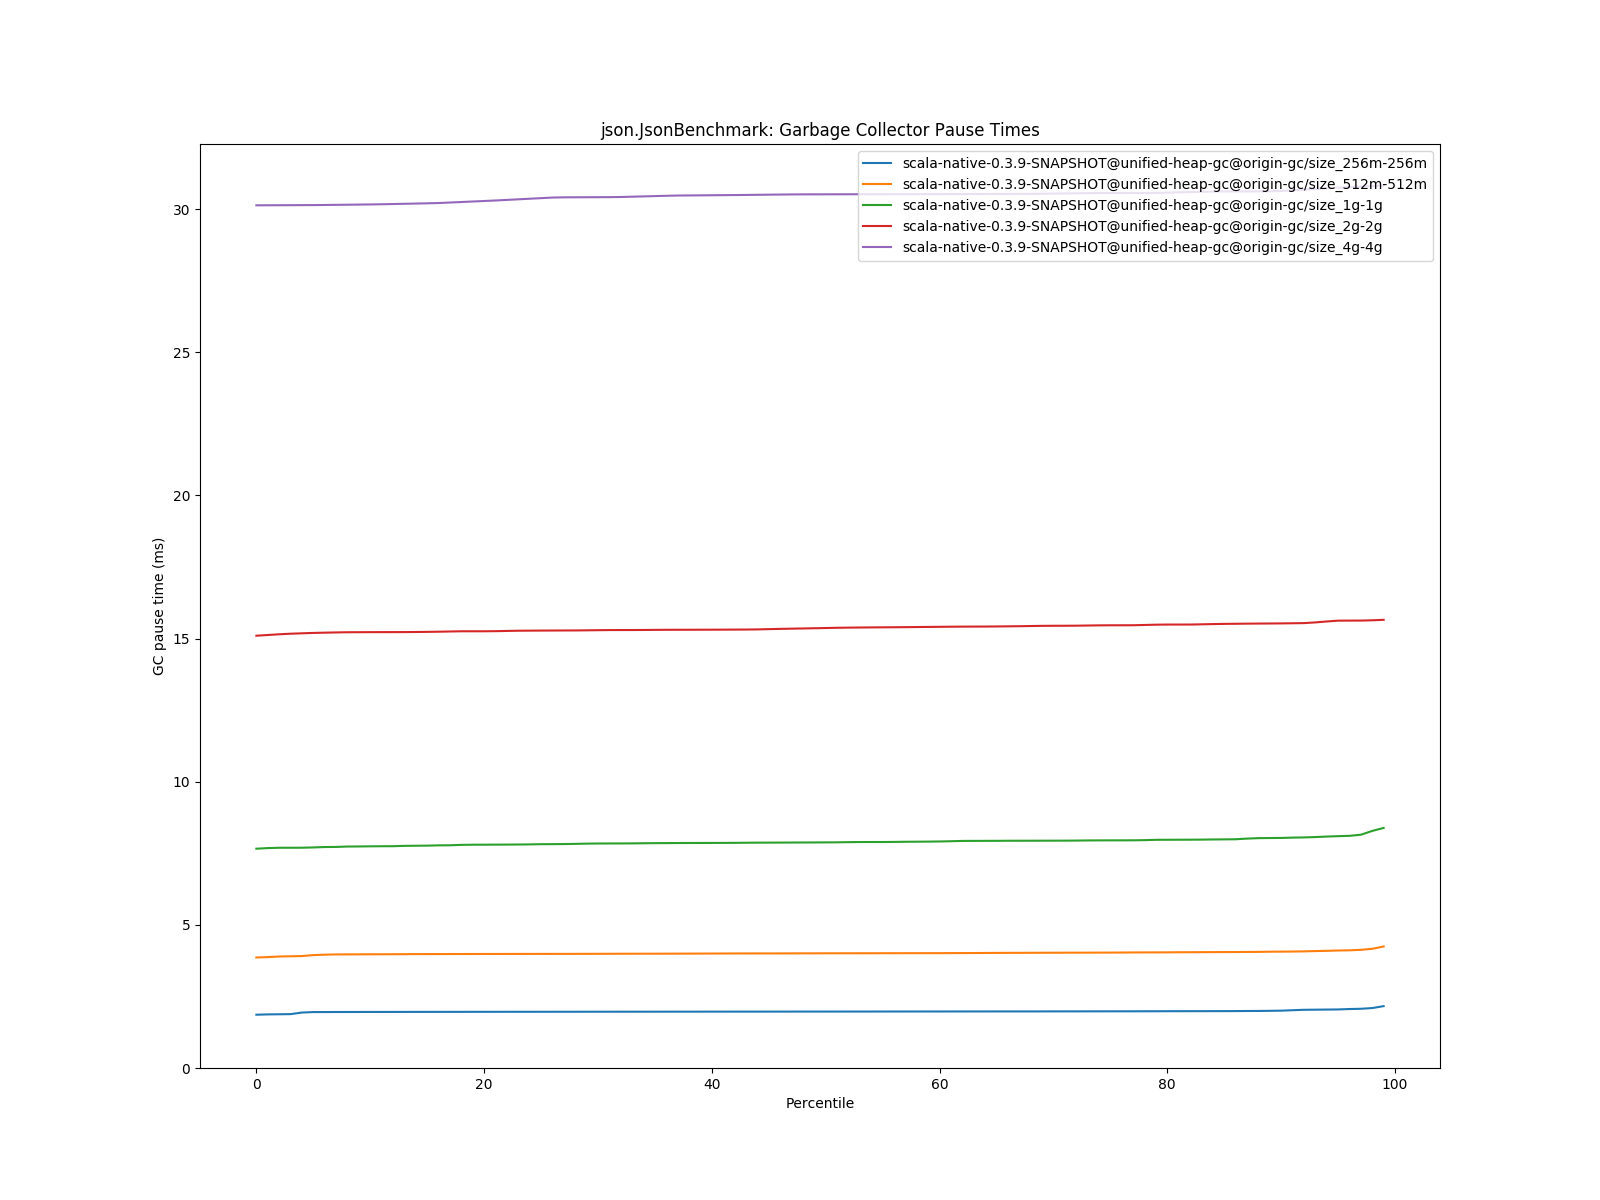 json.JsonBenchmark: Garbage Collector Pause Times
scala-native-0.3.9-SNAPSHOT@unified-heap-gc@origin-gc/size_256m-256m
scala-native-0.3.9-SNAPSHOT@unified-heap-gc@origin-gc/size_512m-512m
scala-native-0.3.9-SNAPSHOT@unified-heap-gc@origin-gc/size_1g-1g
scala-native-0.3.9-SNAPSHOT@unified-heap-gc@origin-gc/size_2g-2g
scala-native-0.3.9-SNAPSHOT@unified-heap-gc@origin-gc/size_4g-4g
GC pause time (ms)
30
25
20
15
10
5
0
0 20 40 60 80 100
Percentile